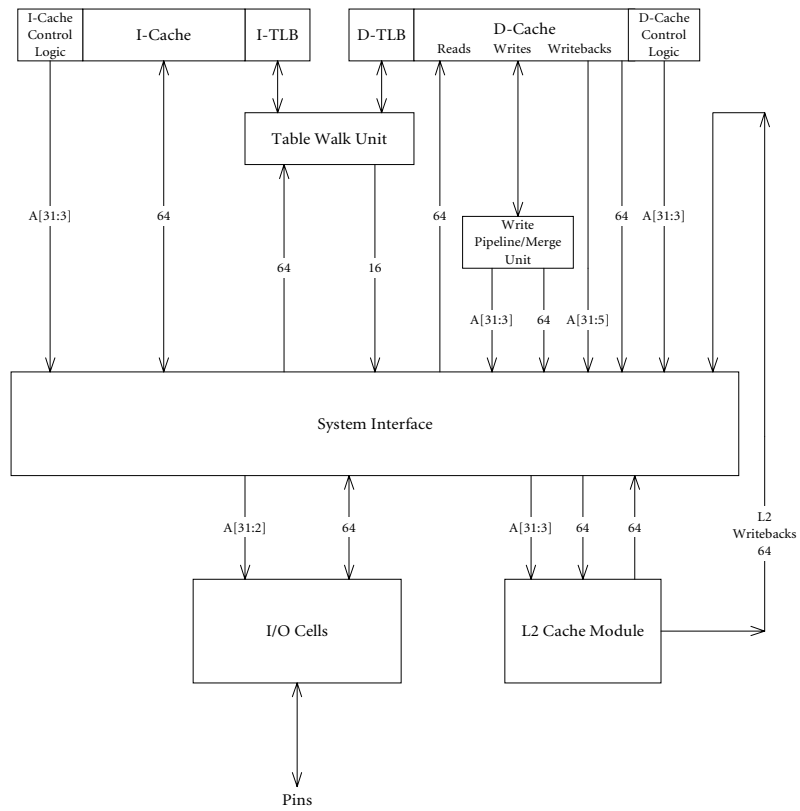 I-Cache
Control
Logic
I-Cache
I-TLB
D-TLB
D-Cache
Reads
Writes
Writebacks
D-Cache
Control
Logic
Table Walk Unit
A[31:3]
64
64
64
A[31:3]
Write
Pipeline/Merge
Unit
64
16
A[31:3]
64
A[31:5]
System Interface
A[31:2]
64
A[31:3]
64
64
L2
Writebacks
64
I/O Cells
L2 Cache Module
Pins